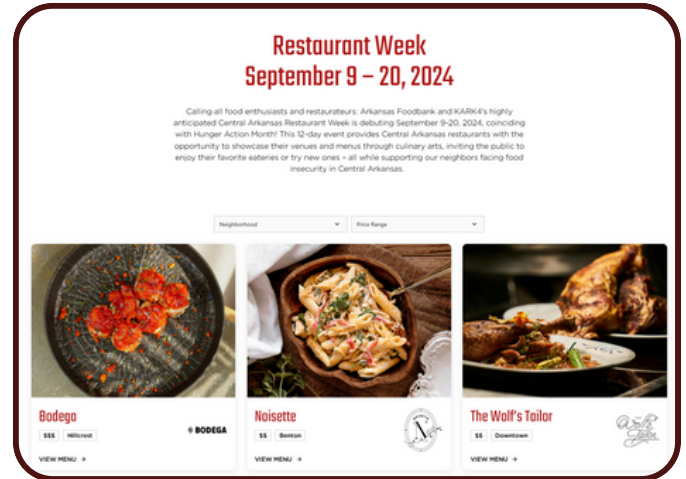 Restaurant Week
September 9 – 20, 2024
Calling all food enthusiasts and restaurateurs: Arkansas Foodbank and KARK4's highly
anticipated Central Arkansas Restaurant Week is debuting September 9-20, 2024, coinciding
with Hunger Action Month! This 12-day event provides Central Arkansas restaurants with the
opportunity to showcase their venues and menus through culinary arts, inviting the public to
enjoy their favorite eateries or try new ones – all while supporting our neighbors facing food
insecurity in Central Arkansas.
Neighborhood Price Range
Bodega
$$$ Hillcrest
BODEGA
VIEW MENU →
Noisette
$$ Benton
N
VIEW MENU →
The Wolf's Tailor
$$ Downtown
Wolf's
Tailor
VIEW MENU →